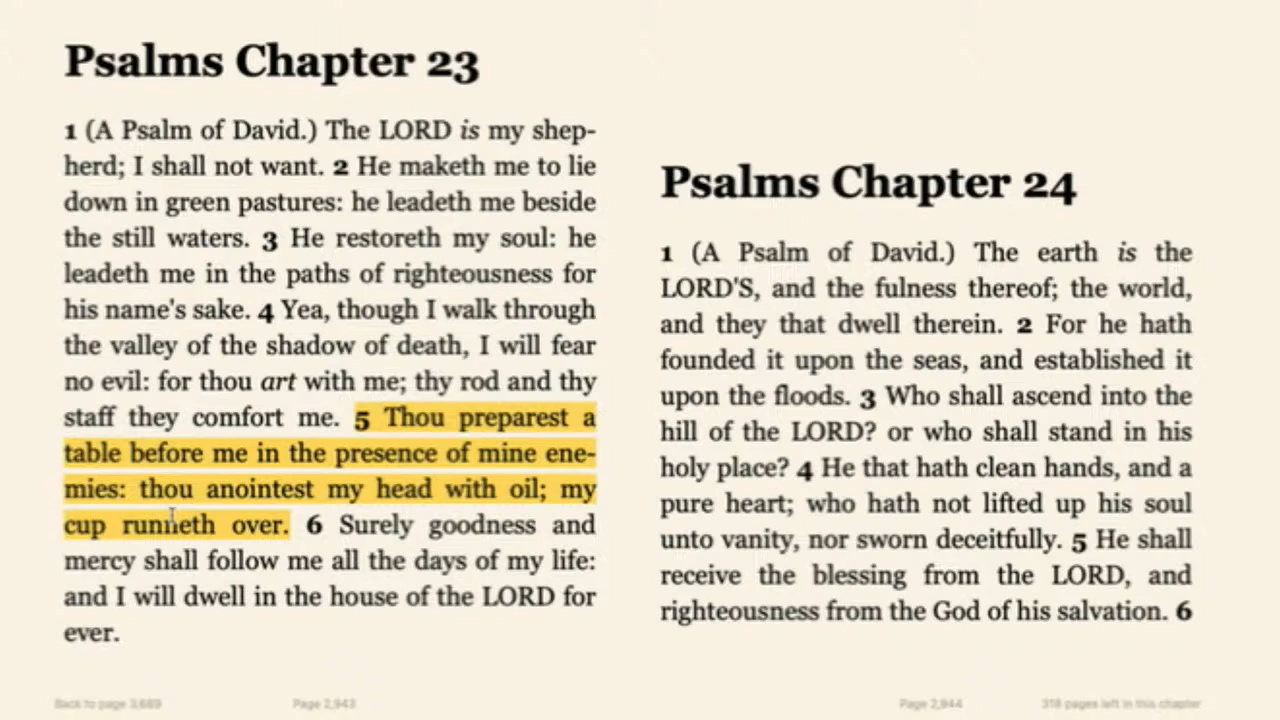 Psalms Chapter 23
1 (A Psalm of David.) The LORD is my shep-
herd; I shall not want. 2 He maketh me to lie
down in green pastures: he leadeth me beside
the still waters. 3 He restoreth my soul: he
leadeth me in the paths of righteousness for
his name's sake. 4 Yea, though I walk through
the valley of the shadow of death, I will fear
no evil: for thou art with me; thy rod and thy
staff they comfort me. 5 Thou preparest a
table before me in the presence of mine ene-
mies: thou anointest my head with oil; my
cup runneth over. 6 Surely goodness and
mercy shall follow me all the days of my life:
and I will dwell in the house of the LORD for
ever.
Back to page 3,689
Page 2,943
Psalms Chapter 24
1 (A Psalm of David.) The earth is the
LORD'S, and the fulness thereof; the world,
and they that dwell therein. 2 For he hath
founded it upon the seas, and established it
upon the floods. 3 Who shall ascend into the
hill of the LORD? or who shall stand in his
holy place? 4 He that hath clean hands, and a
pure heart; who hath not lifted up his soul
unto vanity, nor sworn deceitfully. 5 He shall
receive the blessing from the LORD, and
righteousness from the God of his salvation. 6
Page 2,944
318 pages left in this chapter